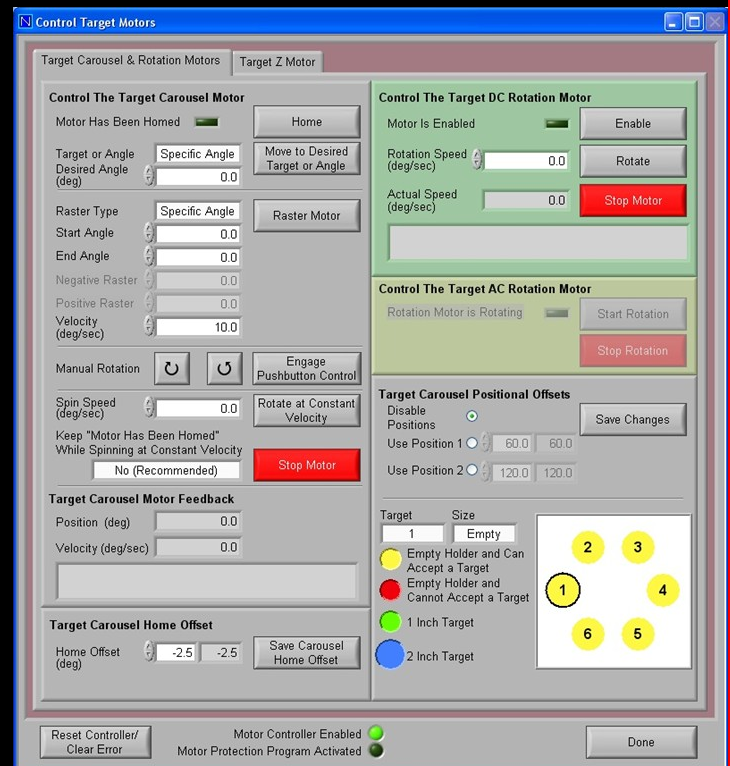 Control Target Motors
Target Carousel & Rotation Motors
Target Z Motor
Control The Target Carousel Motor
Motor Has Been Homed
Home
Target or Angle
Specific Angle
Move to Desired
Target or Angle
Desired Angle
(deg)
0.0
Raster Type
Specific Angle
Raster Motor
Start Angle
0.0
End Angle
0.0
Negative Raster
0.0
Positive Raster
0.0
Velocity
(deg/sec)
10.0
Manual Rotation
Engage
Pushbutton Control
Spin Speed
(deg/sec)
0.0
Rotate at Constant
Velocity
Keep "Motor Has Been Homed"
While Spinning at Constant Velocity
No (Recommended)
Stop Motor
Target Carousel Motor Feedback
Position (deg)
0.0
Velocity (deg/sec)
0.0
Target Carousel Home Offset
Home Offset
(deg)
-2.5
-2.5
Save Carousel
Home Offset
Control The Target DC Rotation Motor
Motor Is Enabled
Enable
Rotation Speed
(deg/sec)
0.0
Rotate
Actual Speed
(deg/sec)
0.0
Stop Motor
Control The Target AC Rotation Motor
Rotation Motor is Rotating
Start Rotation
Stop Rotation
Target Carousel Positional Offsets
Disable
Positions
Save Changes
Use Position 1
60.0
60.0
Use Position 2
120.0
120.0
Target
Size
1
Empty
Empty Holder and Can
Accept a Target
Empty Holder and
Cannot Accept a Target
1 Inch Target
2 Inch Target
2
3
1
4
6
5
Reset Controller/
Clear Error
Motor Controller Enabled
Motor Protection Program Activated
Done